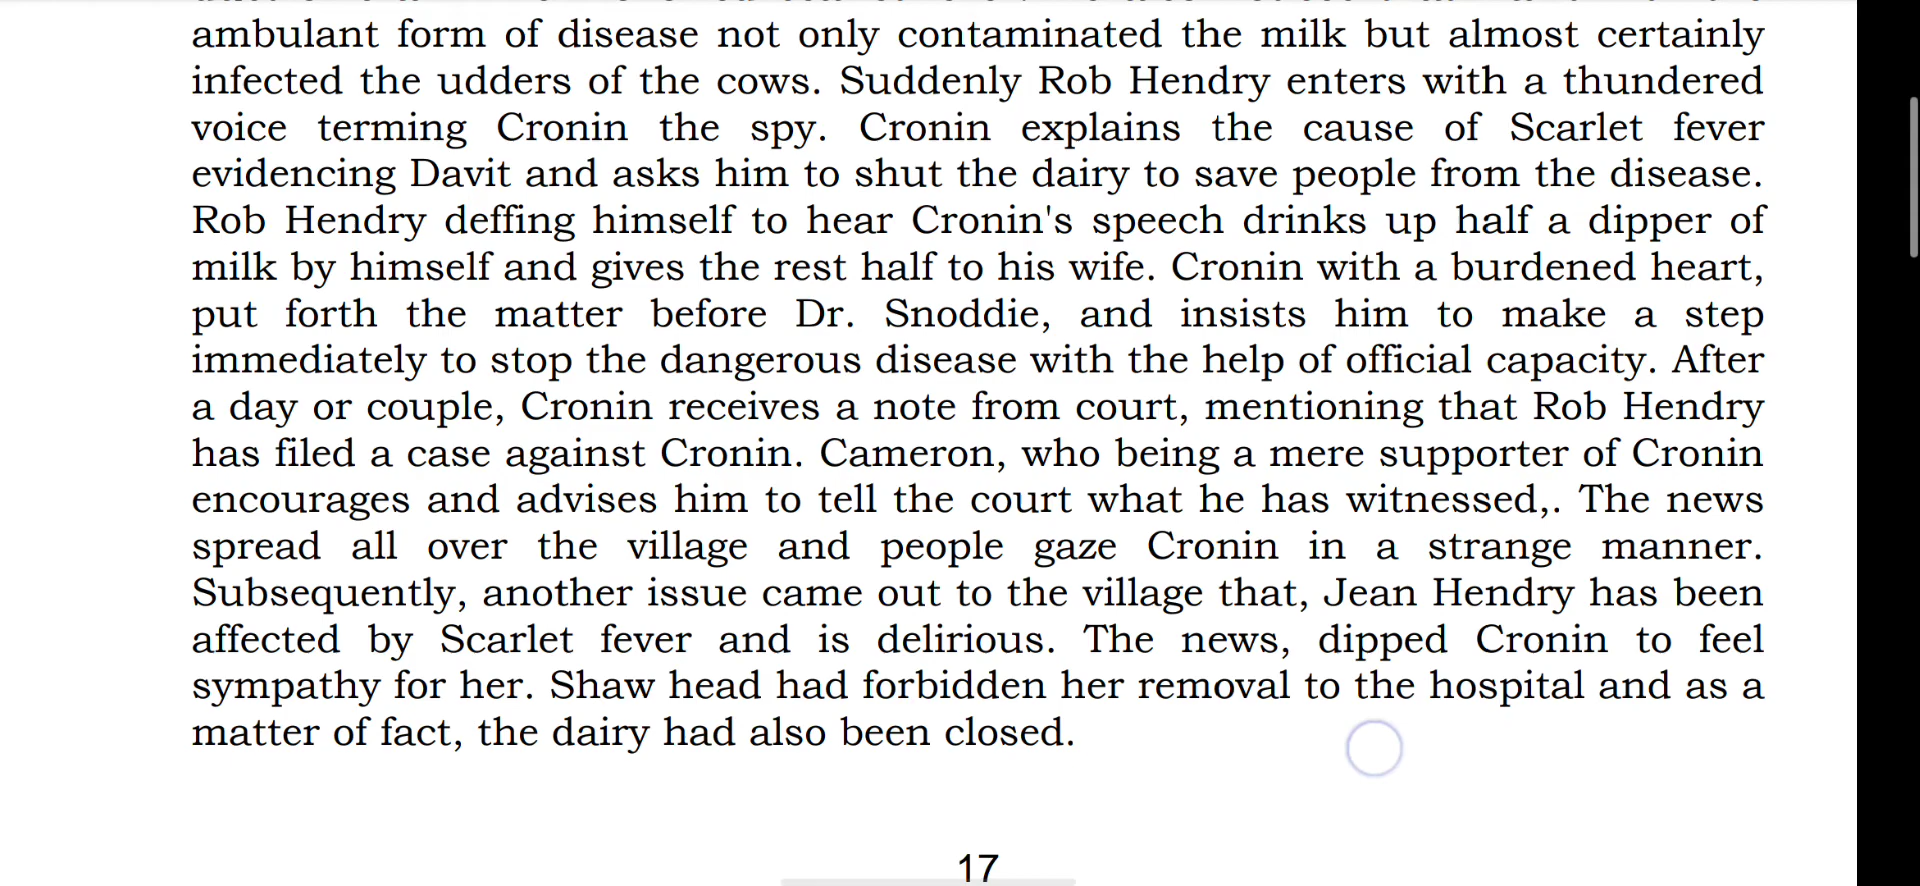 ambulant form of disease not only contaminated the milk but almost certainly
infected the udders of the cows. Suddenly Rob Hendry enters with a thundered
voice terming Cronin the spy. Cronin explains the cause of Scarlet fever
evidencing Davit and asks him to shut the dairy to save people from the disease.
Rob Hendry deffing himself to hear Cronin's speech drinks up half a dipper of
milk by himself and gives the rest half to his wife. Cronin with a burdened heart,
put forth the matter before Dr. Snoddie, and insists him to make a step
immediately to stop the dangerous disease with the help of official capacity. After
a day or couple, Cronin receives a note from court, mentioning that Rob Hendry
has filed a case against Cronin. Cameron, who being a mere supporter of Cronin
encourages and advises him to tell the court what he has witnessed,. The news
spread all over the village and people gaze Cronin in a strange manner.
Subsequently, another issue came out to the village that, Jean Hendry has been
affected by Scarlet fever and is delirious. The news, dipped Cronin to feel
sympathy for her. Shaw head had forbidden her removal to the hospital and as a
matter of fact, the dairy had also been closed.
17